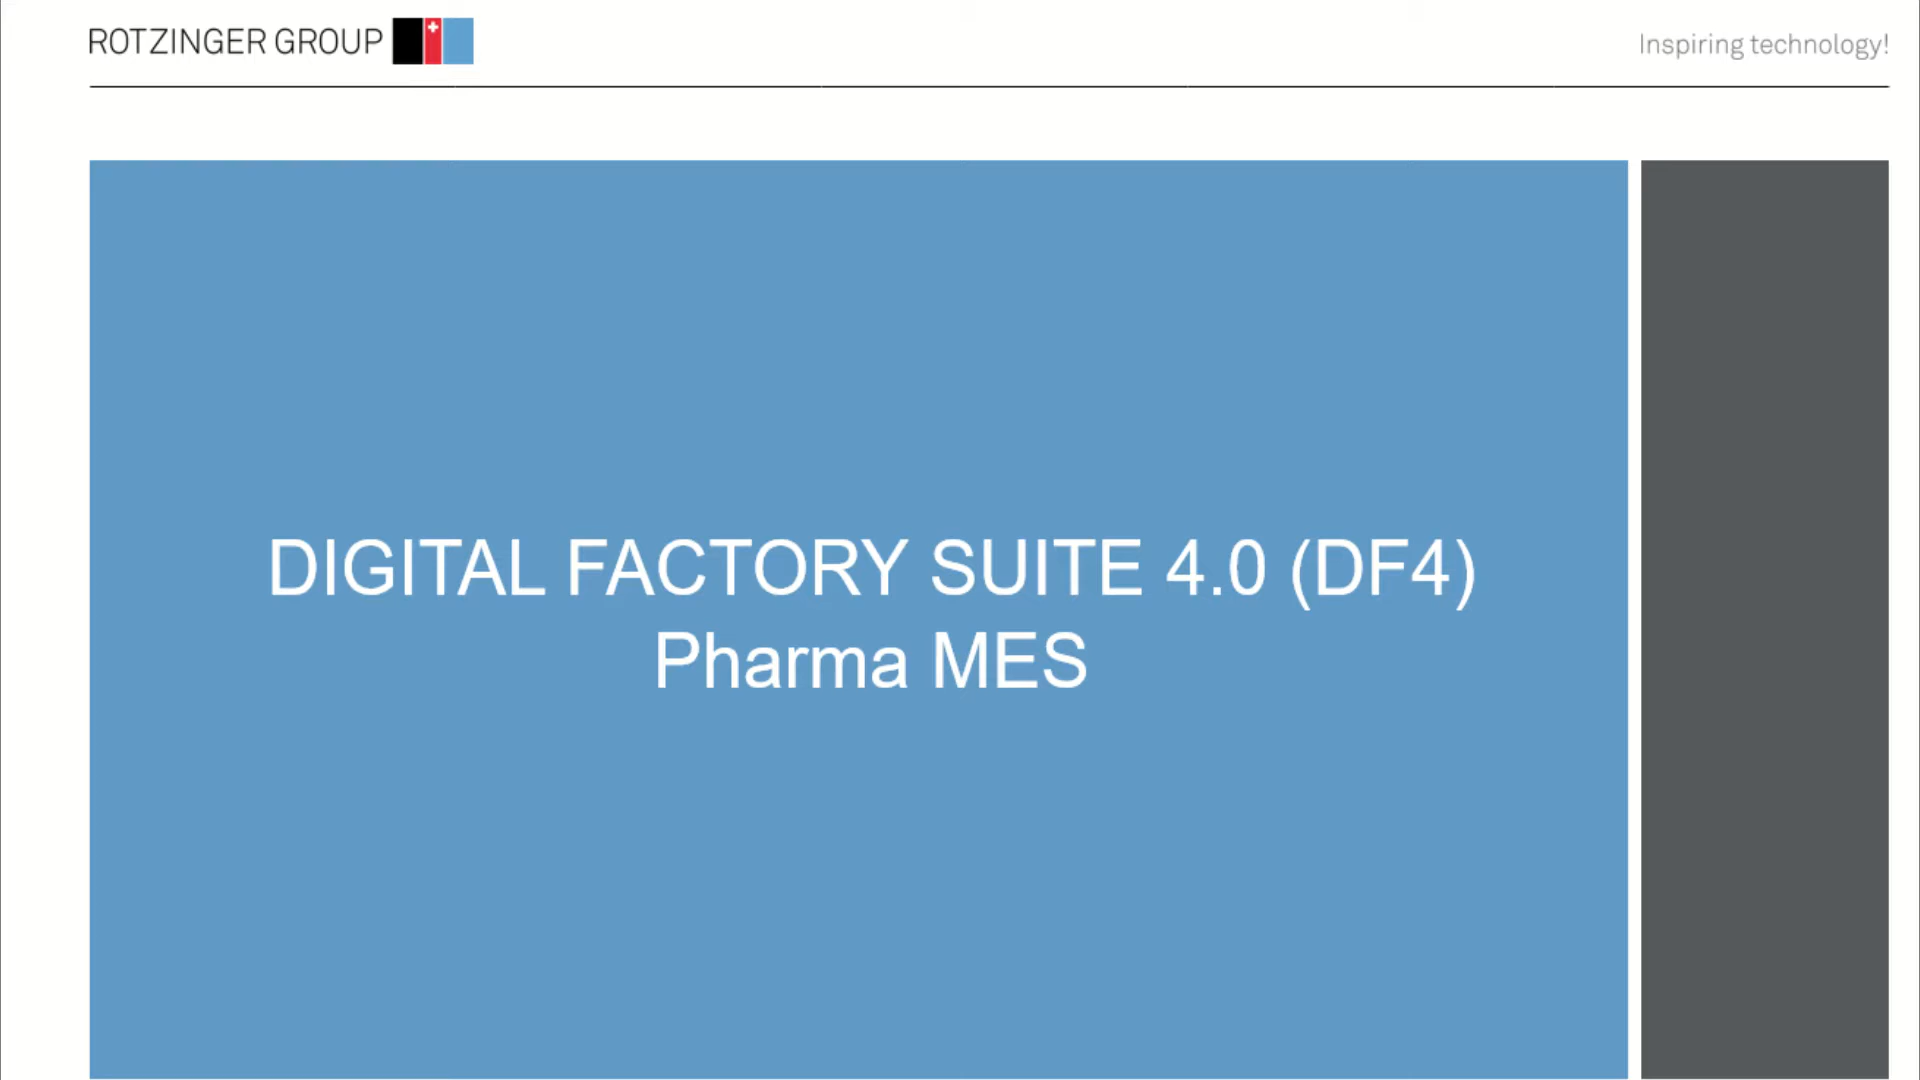 ROTZINGER GROUP
Inspiring technology!
DIGITAL FACTORY SUITE 4.0 (DF4)
Pharma MES